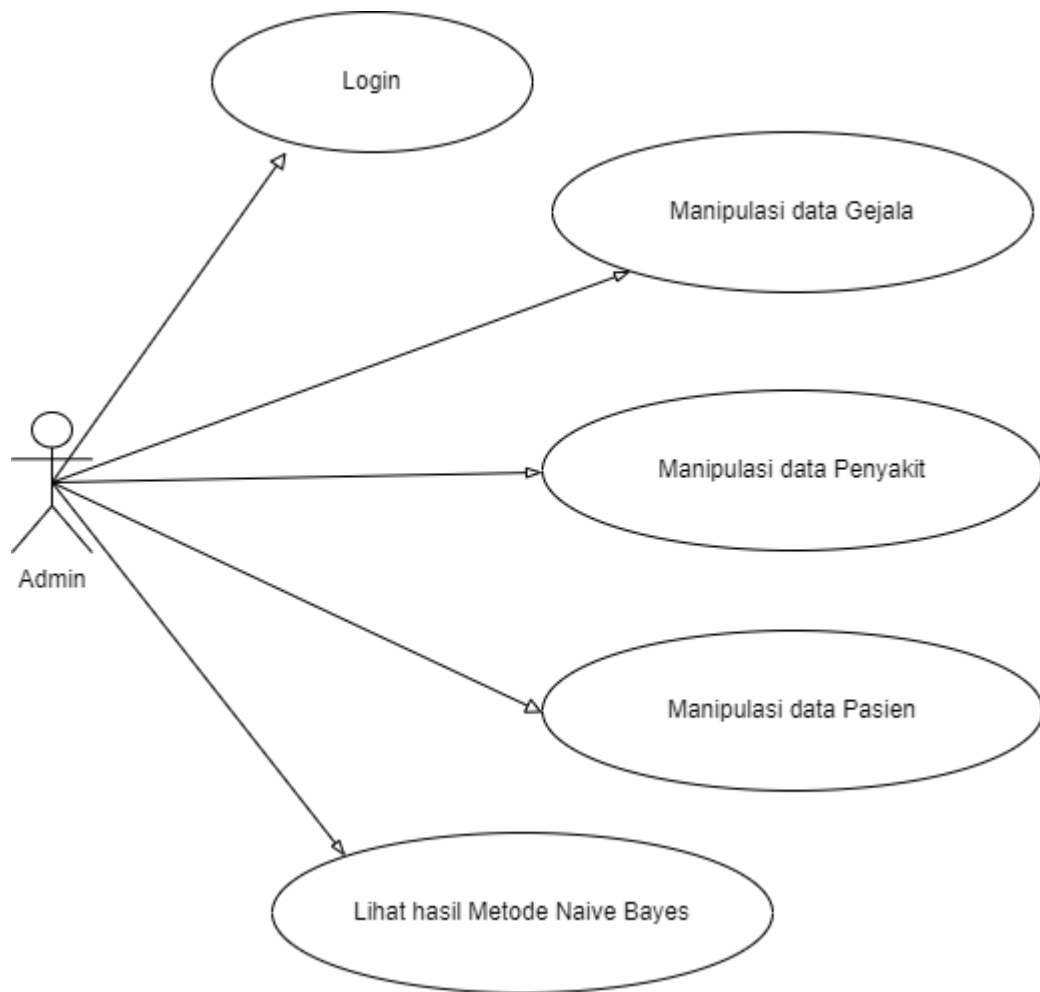 Login
Manipulasi data Gejala
Manipulasi data Penyakit
Admin
Manipulasi data Pasien
Lihat hasil Metode Naive Bayes